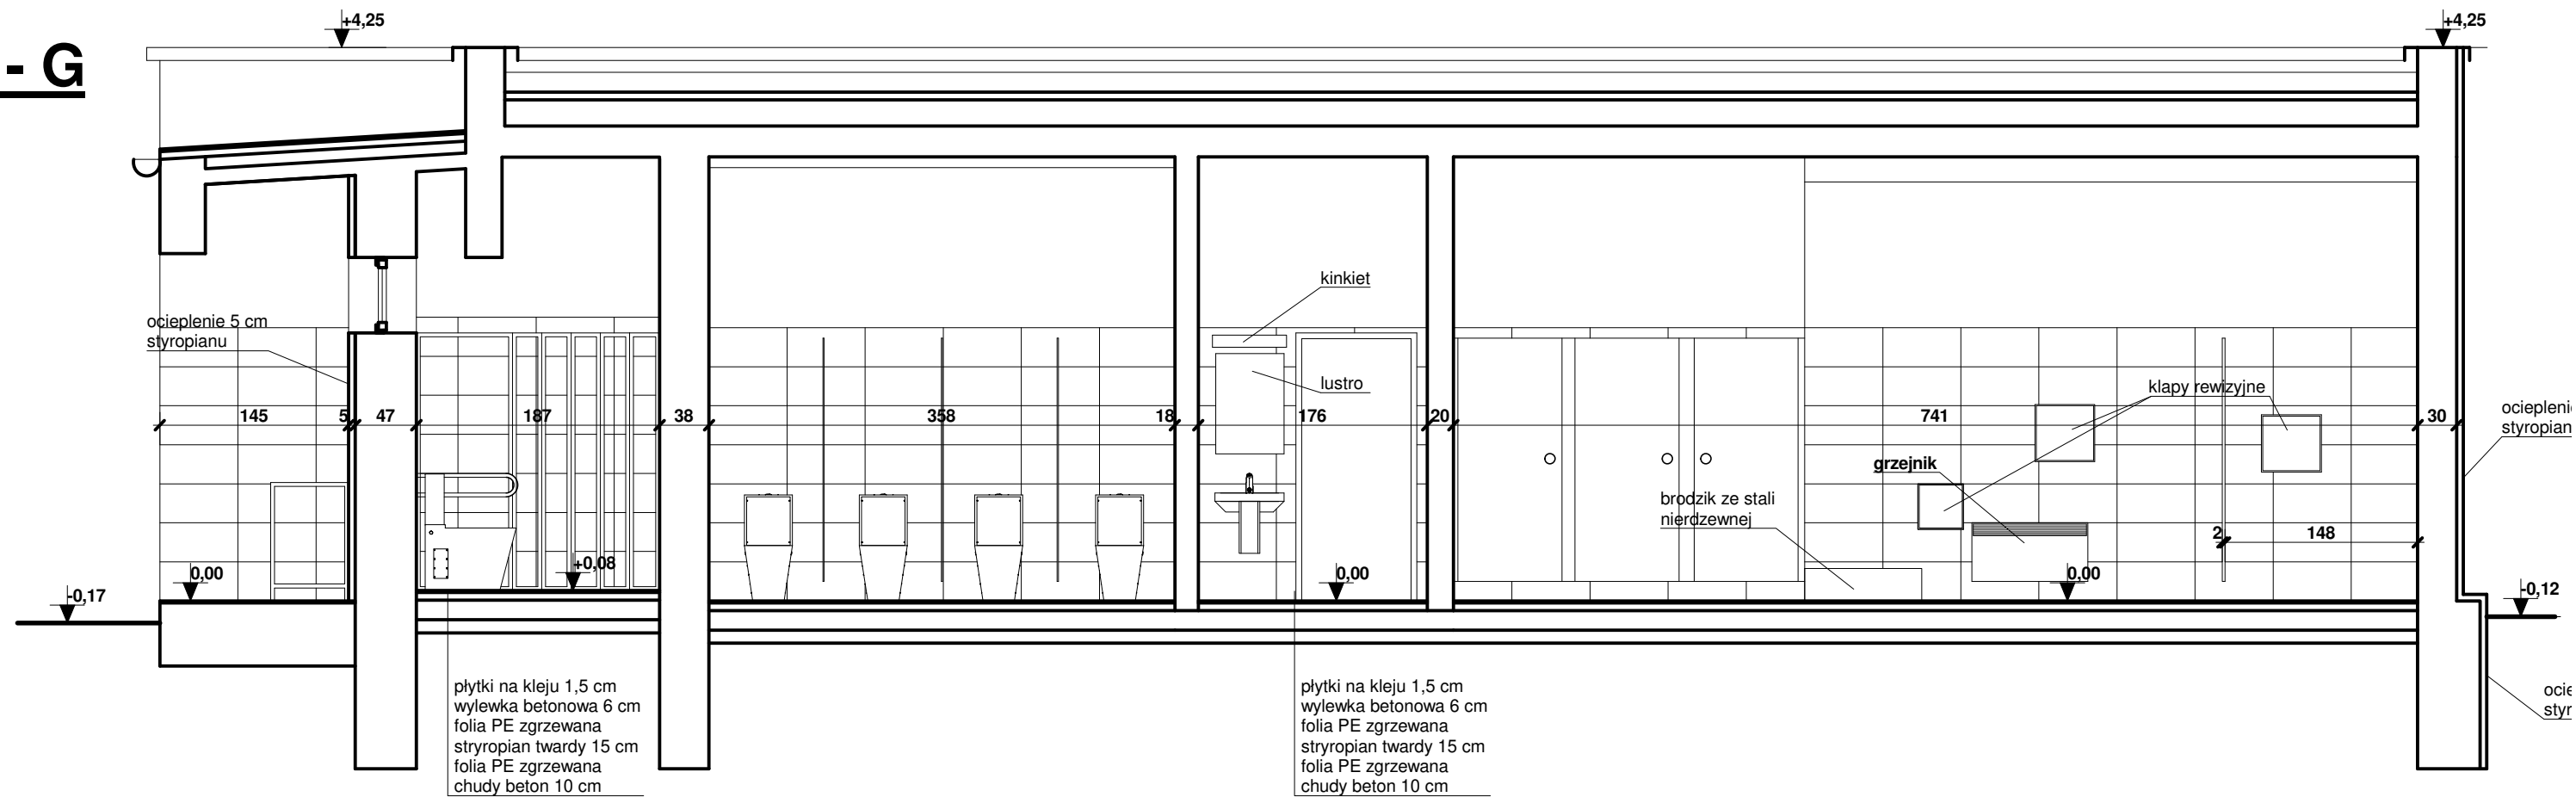 - G
+4,25
+4,25
kinkiet
ocieplenie 5 cm
styropianu
lustro
klapy rewizyjne
145
5
47
187
38
358
18
176
20
741
30
grzejnik
brodzik ze stali
nierdzewnej
2
148
-0,17
0,00
+0,08
0,00
0,00
-0,12
płytki na kleju 1,5 cm
wylewka betonowa 6 cm
folia PE zgrzewana
stryropian twardy 15 cm
folia PE zgrzewana
chudy beton 10 cm
płytki na kleju 1,5 cm
wylewka betonowa 6 cm
folia PE zgrzewana
stryropian twardy 15 cm
folia PE zgrzewana
chudy beton 10 cm